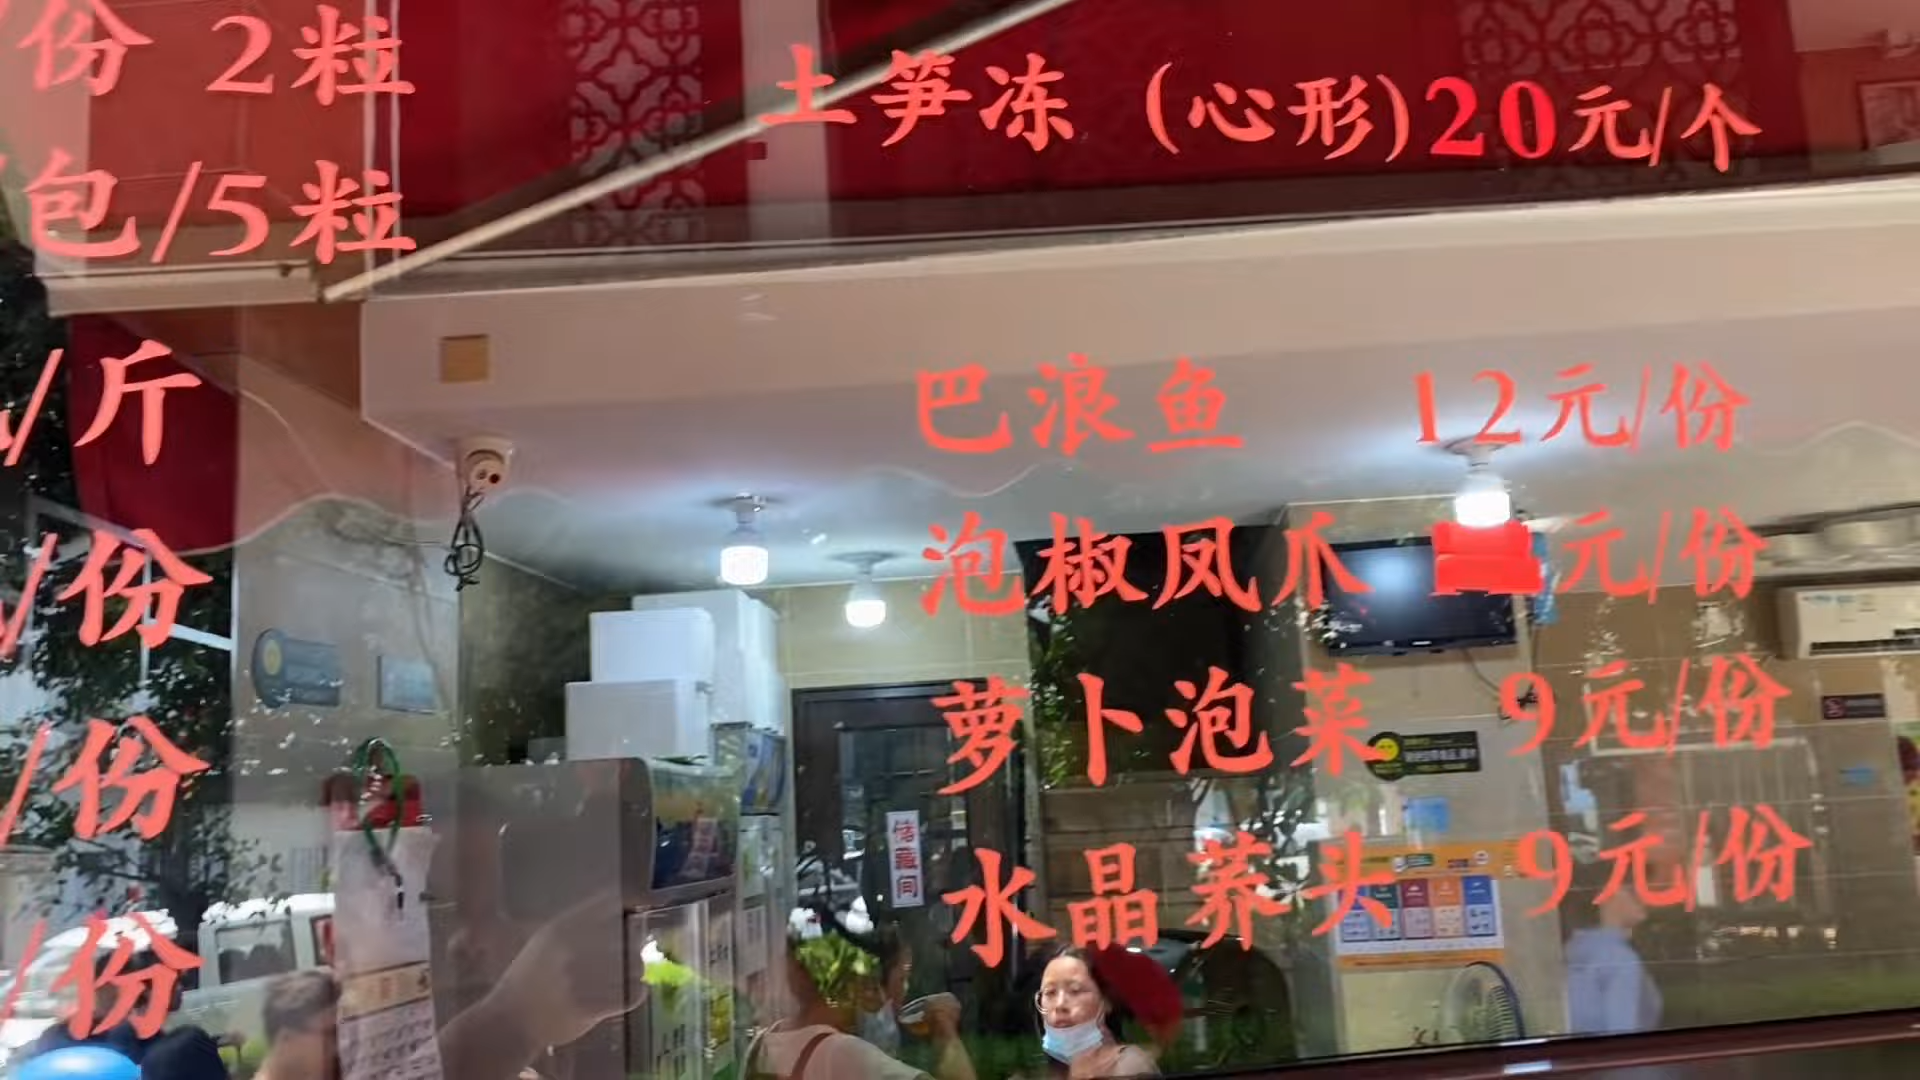 份 2粒
土笋冻 (心形)20元/个
包/5粒
/斤
巴浪鱼 12元/份
/份
泡椒凤爪 元/份
/份
萝卜泡菜 9元/份
/份
水晶荞头 9元/份
储藏间